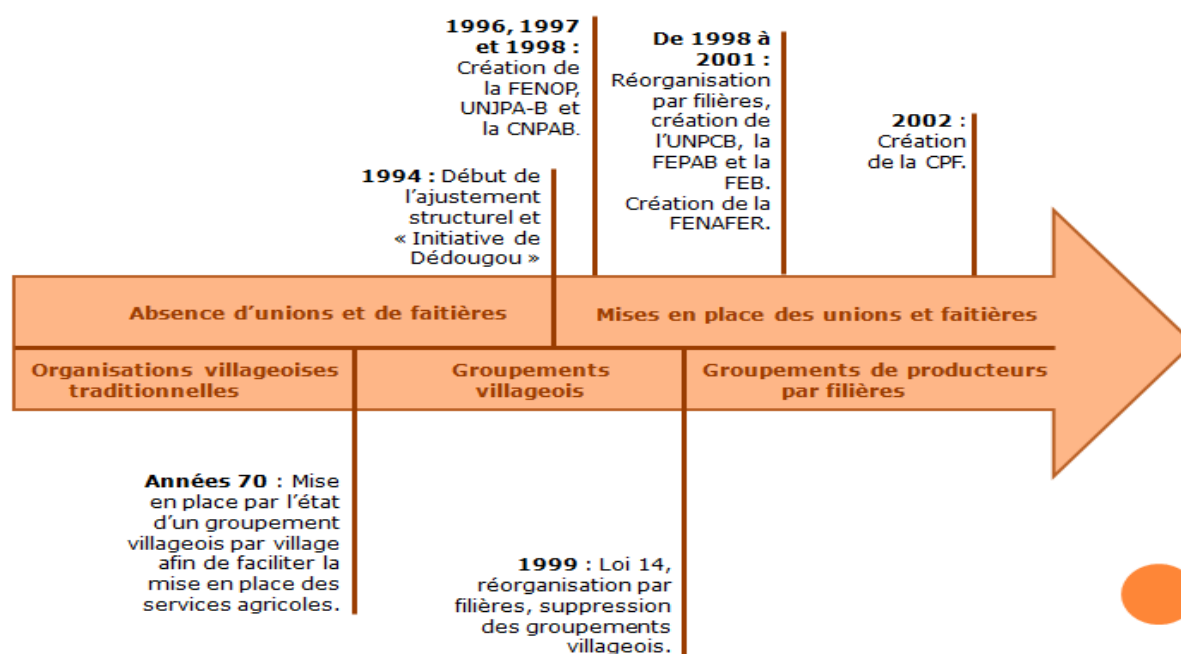 1996, 1997
et 1998 :
Création de
la FENOP,
UNJPA-B et
la CNPAB.
De 1998 à
2001 :
Réorganisation
par filières,
création de
l’UNPCB, la
FEPAB et la
FEB.
Création de la
FENAFER.
2002 :
Création
de la CPF.
1994 : Début de
l’ajustement
structurel et
« Initiative de
Dédougou »
Absence d’unions et de faitières
Mises en place des unions et faitières
Organisations villageoises
traditionnelles
Groupements
villageois
Groupements de producteurs
par filières
Années 70 : Mise
en place par l’état
d’un groupement
villageois par village
afin de faciliter la
mise en place des
services agricoles.
1999 : Loi 14,
réorganisation par
filières, suppression
des groupements
villageois.